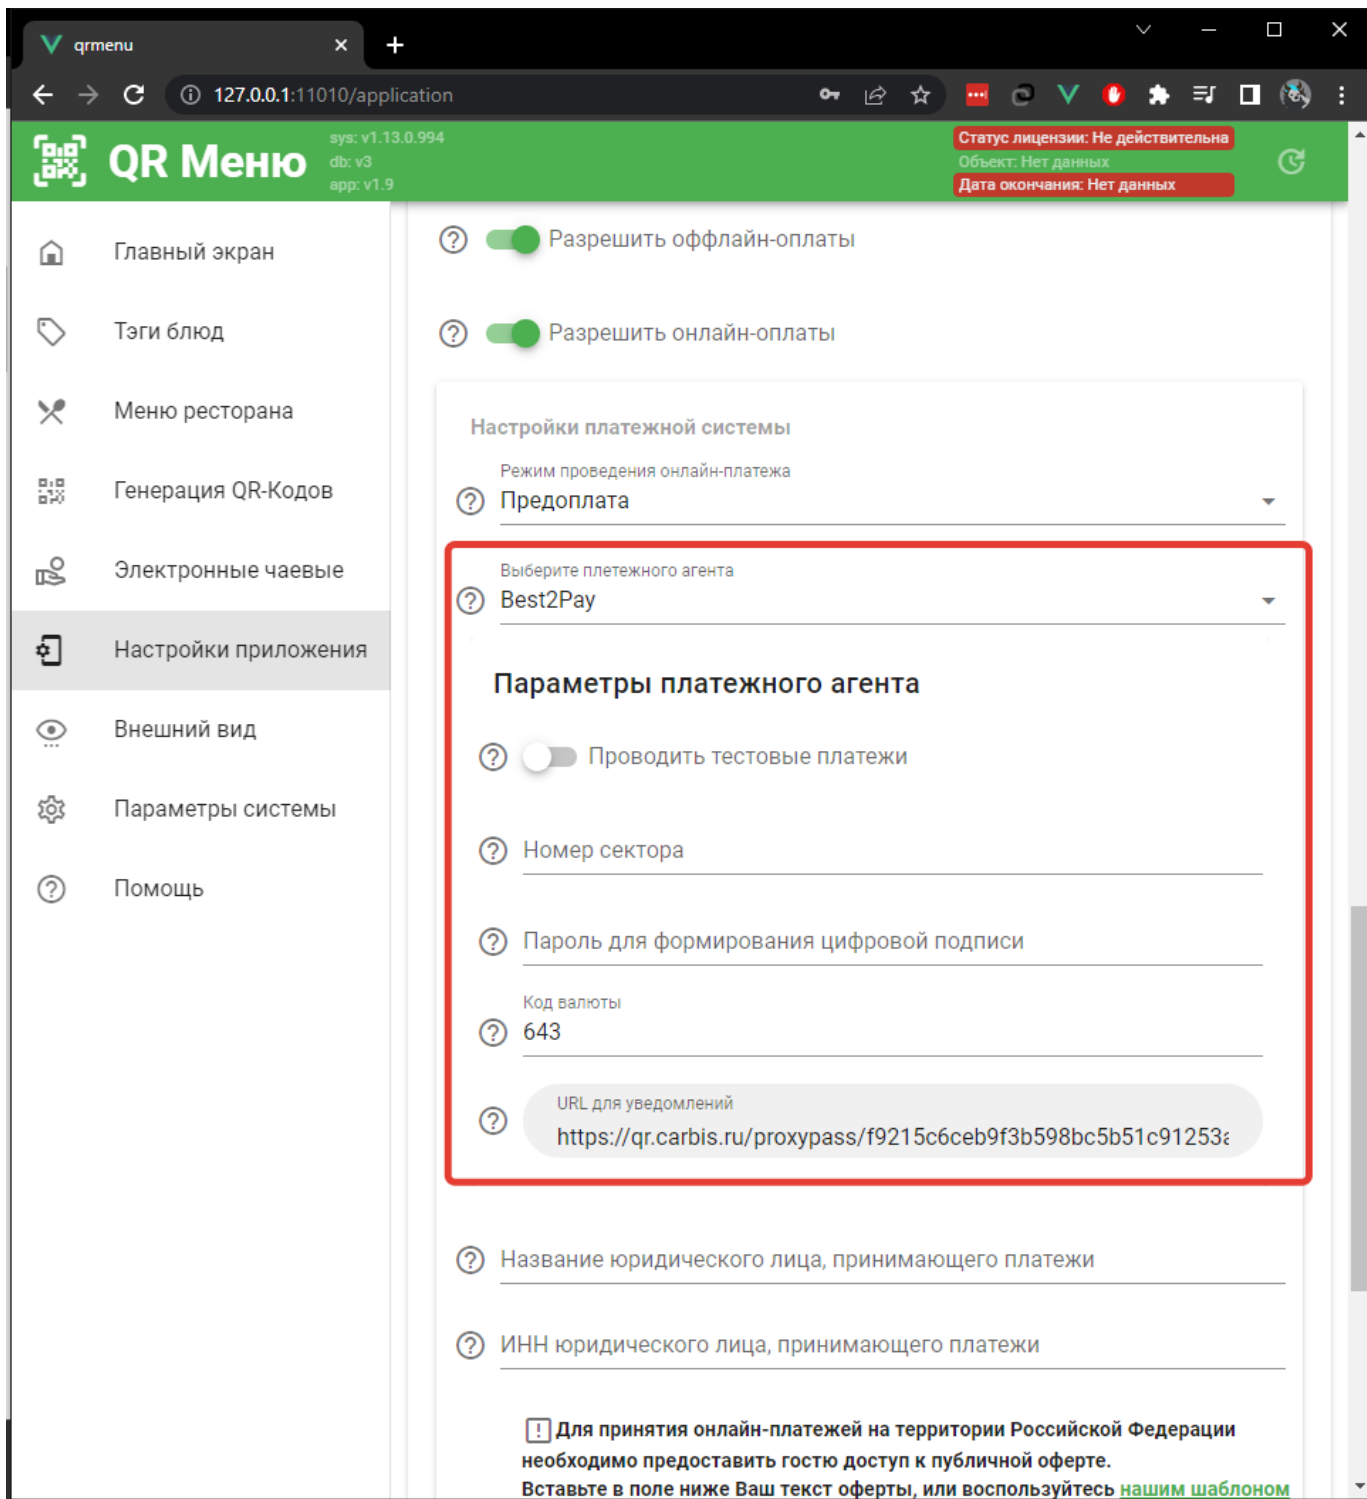 qrmenu
127.0.0.1:11010/application
QR Меню
sys: v1.13.0.994
db: v3
app: v1.9
Статус лицензии: Не действительна
Объект: Нет данных
Дата окончания: Нет данных
Главный экран
Тэги блюд
Меню ресторана
Генерация QR-Кодов
Электронные чаевые
Настройки приложения
Внешний вид
Параметры системы
Помощь
Разрешить оффлайн-оплаты
Разрешить онлайн-оплаты
Настройки платежной системы
Режим проведения онлайн-платежа
Предоплата
Выберите плетежного агента
Best2Pay
Параметры платежного агента
Проводить тестовые платежи
Номер сектора
Пароль для формирования цифровой подписи
Код валюты
643
URL для уведомлений
https://qr.carbis.ru/proxypass/f9215c6ceb9f3b598bc5b51c91253a
Название юридического лица, принимающего платежи
ИНН юридического лица, принимающего платежи
Для принятия онлайн-платежей на территории Российской Федерации
необходимо предоставить гостю доступ к публичной оферте.
Вставьте в поле ниже Ваш текст оферты, или воспользуйтесь нашим шаблоном